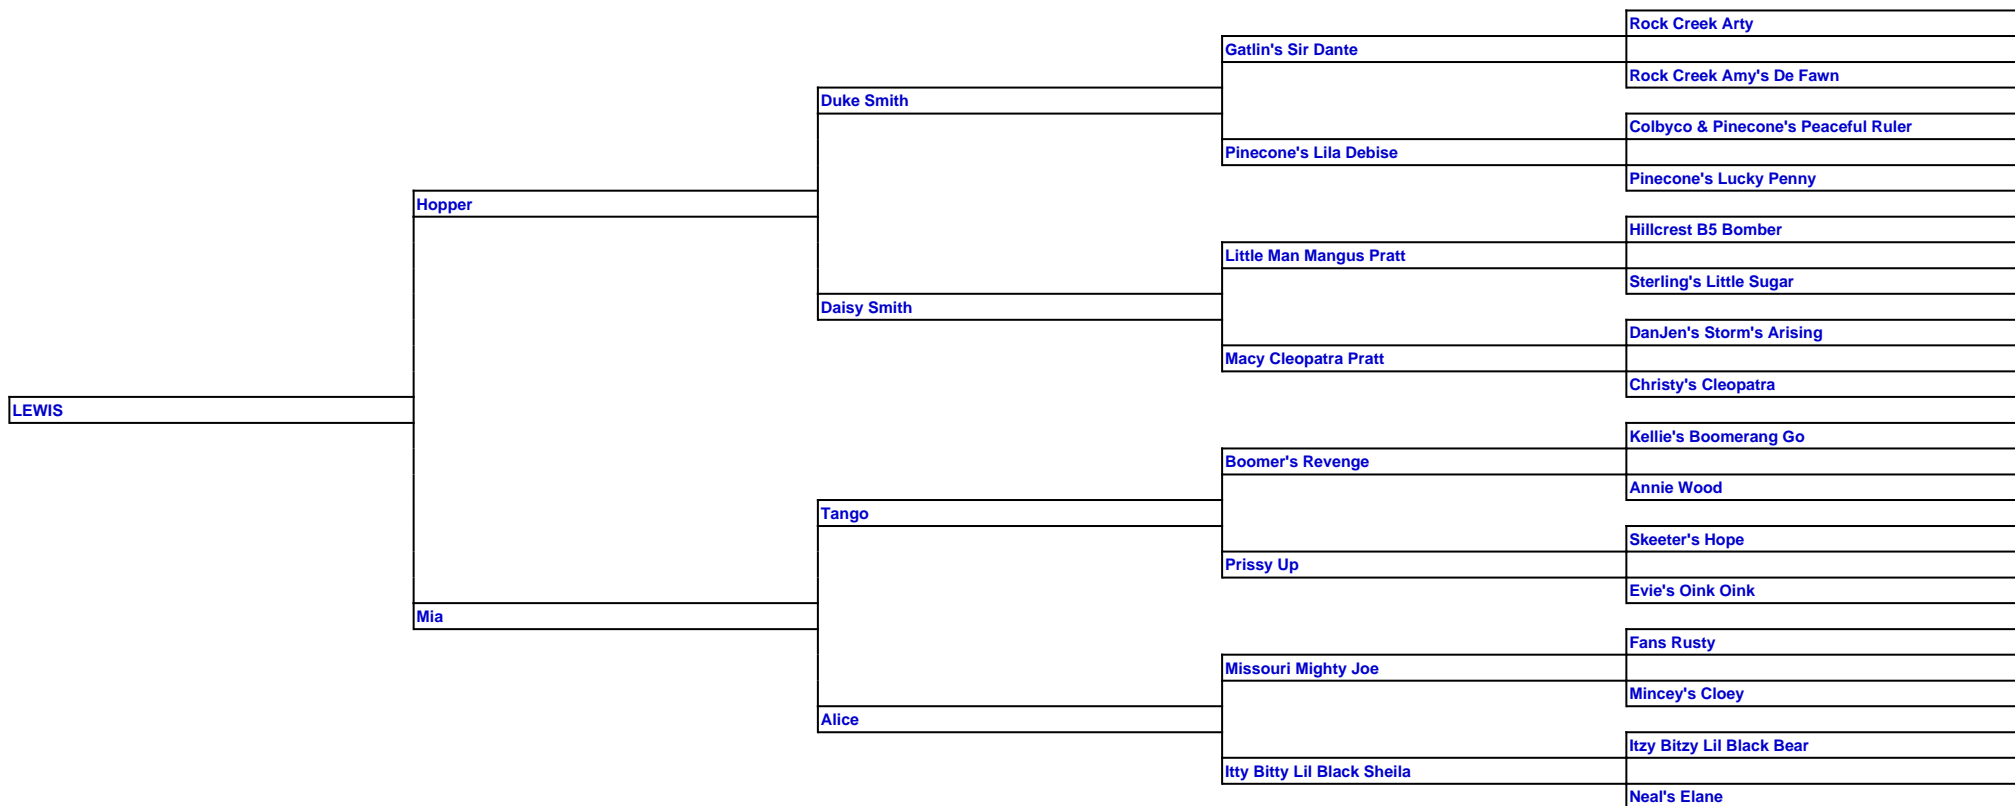 Rock Creek Arty
Gatlin's Sir Dante
Rock Creek Amy's De Fawn
Duke Smith
Colbyco & Pinecone's Peaceful Ruler
Pinecone's Lila Debise
Pinecone's Lucky Penny
Hopper
Hillcrest B5 Bomber
Little Man Mangus Pratt
Sterling's Little Sugar
Daisy Smith
DanJen's Storm's Arising
Macy Cleopatra Pratt
Christy's Cleopatra
LEWIS
Kellie's Boomerang Go
Boomer's Revenge
Annie Wood
Tango
Skeeter's Hope
Prissy Up
Evie's Oink Oink
Mia
Fans Rusty
Missouri Mighty Joe
Mincey's Cloey
Alice
Itzy Bitzy Lil Black Bear
Itty Bitty Lil Black Sheila
Neal's Elane